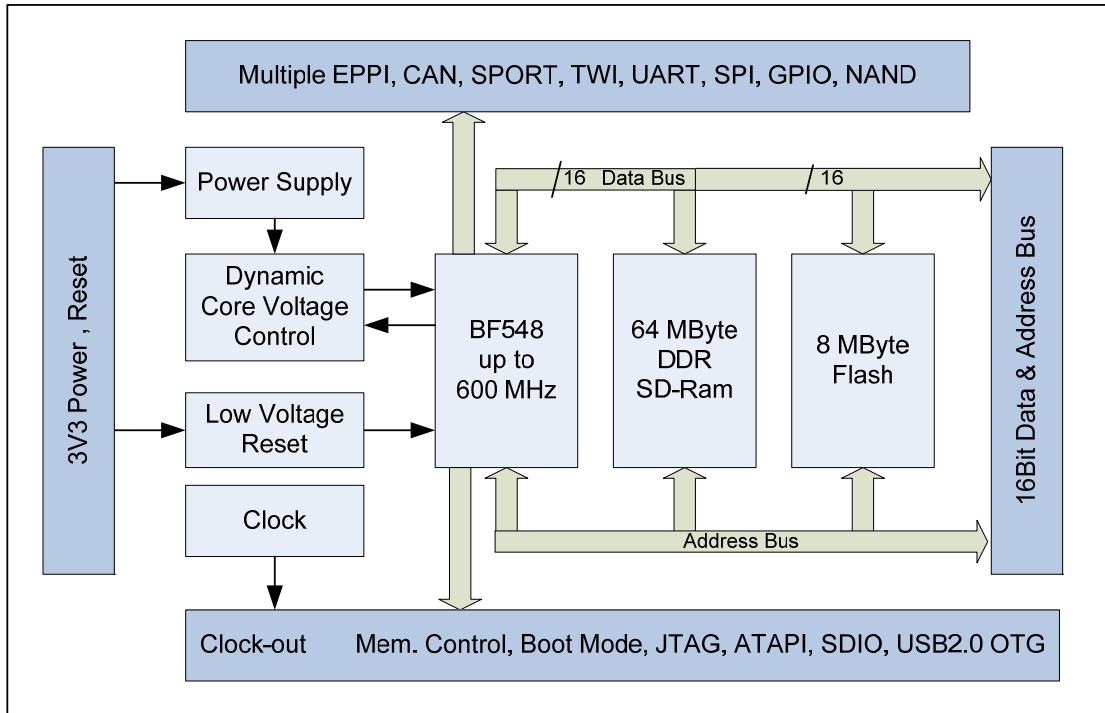 Multiple EPPI, CAN, SPORT, TWI, UART, SPI, GPIO, NAND
3V3 Power , Reset
Power Supply
Dynamic
Core Voltage
Control
Low Voltage
Reset
Clock
16 Data Bus
16
BF548
up to
600 MHz
64 MByte
DDR
SD-Ram
8 MByte
Flash
Address Bus
16Bit Data & Address Bus
Clock-out Mem. Control, Boot Mode, JTAG, ATAPI, SDIO, USB2.0 OTG